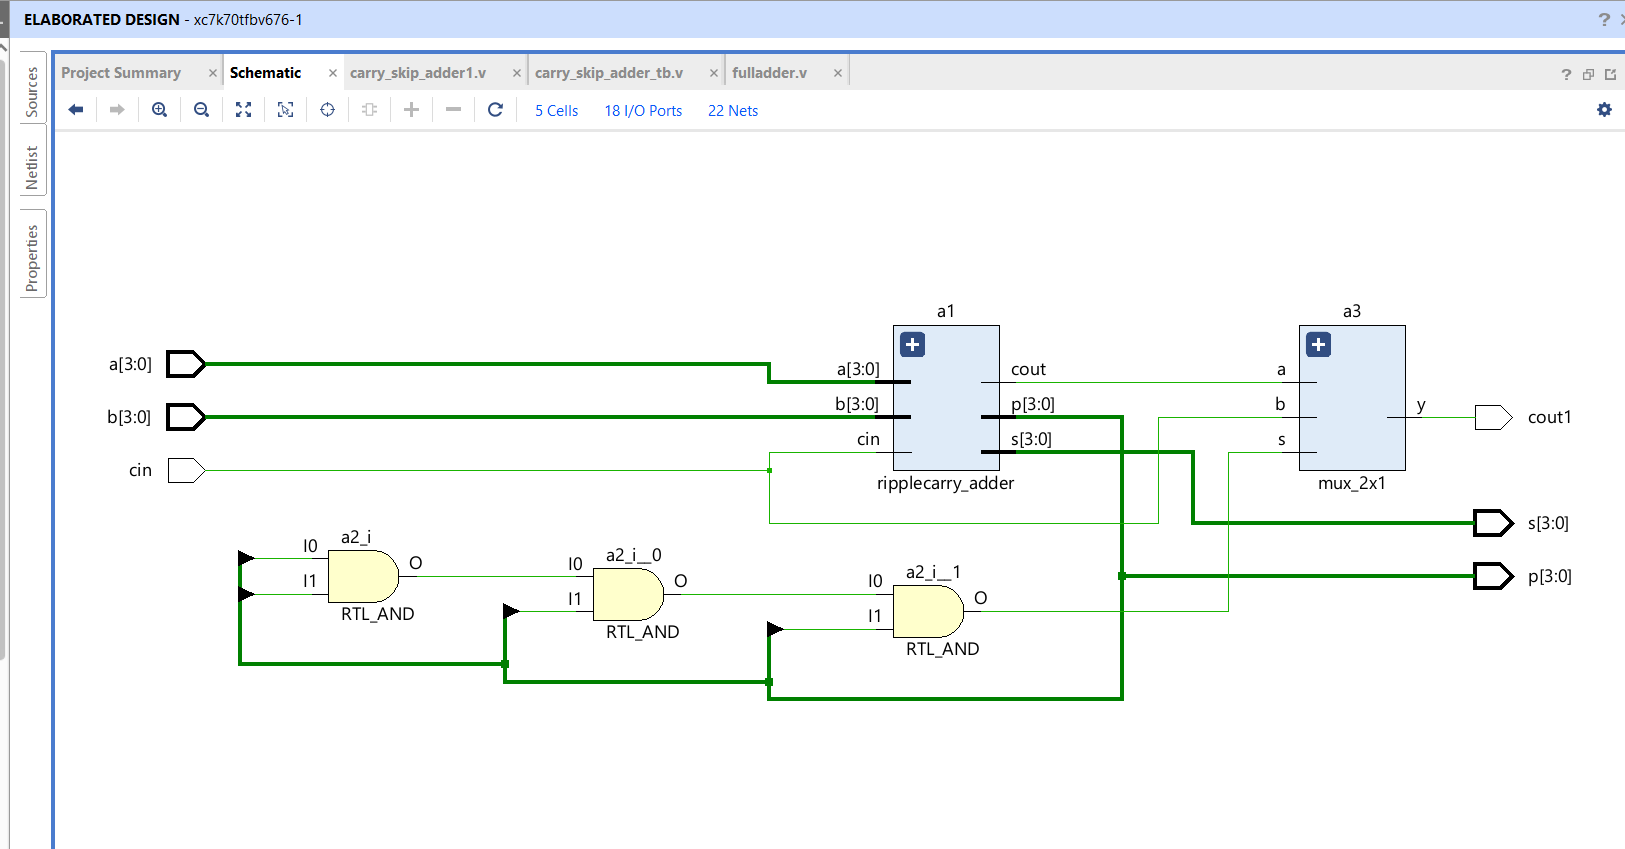 ELABORATED DESIGN - xc7k70tfbv676-1
?
Sources
Netlist
Properties
Project Summary × Schematic × carry_skip_adder1.v × carry_skip_adder_tb.v × fulladder.v ×
?
5 Cells 18 I/O Ports 22 Nets
a1 a3
a[3:0] a[3:0] cout a
b[3:0] b[3:0] p[3:0] b y cout1
cin cin s[3:0] s
ripplecarry_adder mux_2x1
s[3:0]
p[3:0]
a2_i
I0 O
I1
RTL_AND
a2_i__0
I0 O
I1
RTL_AND
a2_i__1
I0 O
I1
RTL_AND